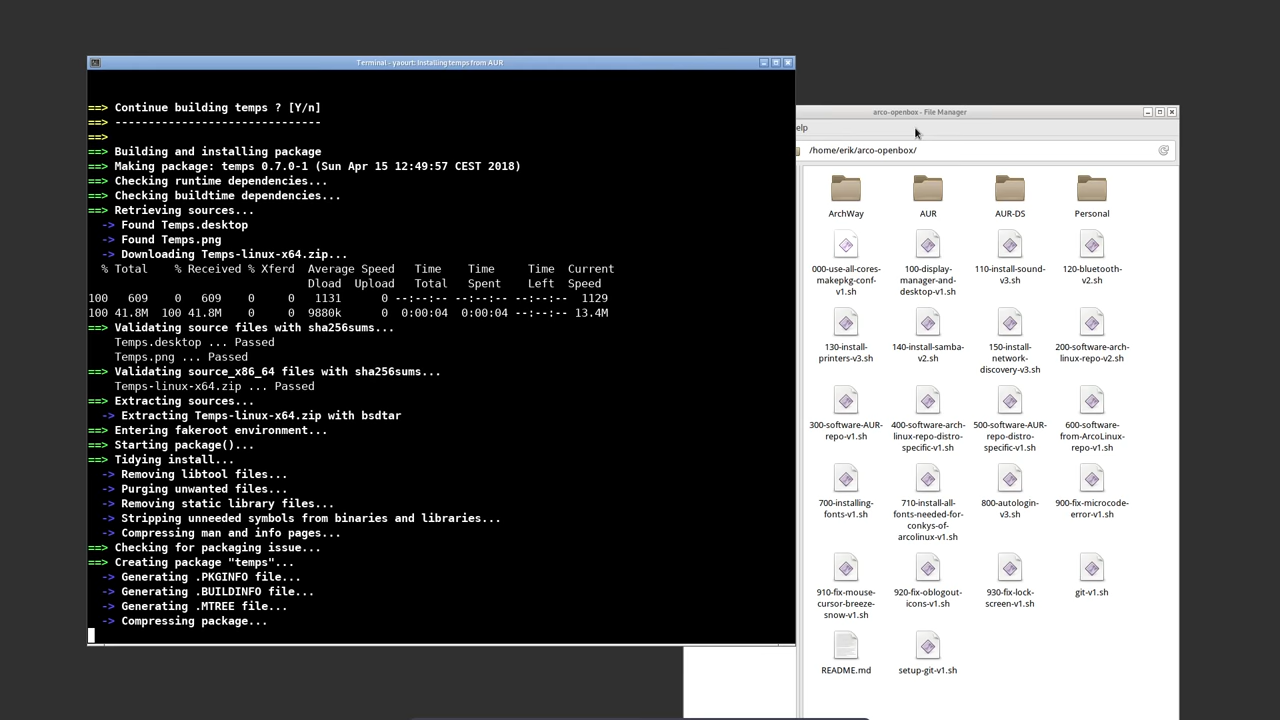 Terminal - yaourt: Installing temps from AUR
==> Continue building temps ? [Y/n]
==> -------------------------------
==>
==> Building and installing package
==> Making package: temps 0.7.0-1 (Sun Apr 15 12:49:57 CEST 2018)
==> Checking runtime dependencies...
==> Checking buildtime dependencies...
==> Retrieving sources...
-> Found Temps.desktop
-> Found Temps.png
-> Downloading Temps-linux-x64.zip...
% Total % Received % Xferd Average Speed Time Time Time Current
Dload Upload Total Spent Left Speed
100 609 0 609 0 0 1131 0 --:--:-- --:--:-- --:--:-- 1129
100 41.8M 100 41.8M 0 0 9880k 0 0:00:04 0:00:04 --:--:-- 13.4M
==> Validating source files with sha256sums...
Temps.desktop ... Passed
Temps.png ... Passed
==> Validating source_x86_64 files with sha256sums...
Temps-linux-x64.zip ... Passed
==> Extracting sources...
-> Extracting Temps-linux-x64.zip with bsdtar
==> Entering fakeroot environment...
==> Starting package()...
==> Tidying install...
-> Removing libtool files...
-> Purging unwanted files...
-> Removing static library files...
-> Stripping unneeded symbols from binaries and libraries...
-> Compressing man and info pages...
==> Checking for packaging issue...
==> Creating package "temps"...
-> Generating .PKGINFO file...
-> Generating .BUILDINFO file...
-> Generating .MTREE file...
-> Compressing package...
arco-openbox - File Manager
elp
/home/erik/arco-openbox/
ArchWay
AUR
AUR-DS
Personal
000-use-all-cores-
makepkg-conf-
v1.sh
100-display-
manager-and-
desktop-v1.sh
110-install-sound-
v3.sh
120-bluetooth-
v2.sh
130-install-
printers-v3.sh
140-install-samba-
v2.sh
150-install-
network-
discovery-v3.sh
200-software-arch-
linux-repo-v2.sh
300-software-AUR-
repo-v1.sh
400-software-arch-
linux-repo-distro-
specific-v1.sh
500-software-AUR-
repo-distro-
specific-v1.sh
600-software-
from-ArcoLinux-
repo-v1.sh
700-installing-
fonts-v1.sh
710-install-all-
fonts-needed-for-
conkys-of-
arcolinux-v1.sh
800-autologin-
v3.sh
900-fix-microcode-
error-v1.sh
910-fix-mouse-
cursor-breeze-
snow-v1.sh
920-fix-oblogout-
icons-v1.sh
930-fix-lock-
screen-v1.sh
git-v1.sh
README.md
setup-git-v1.sh